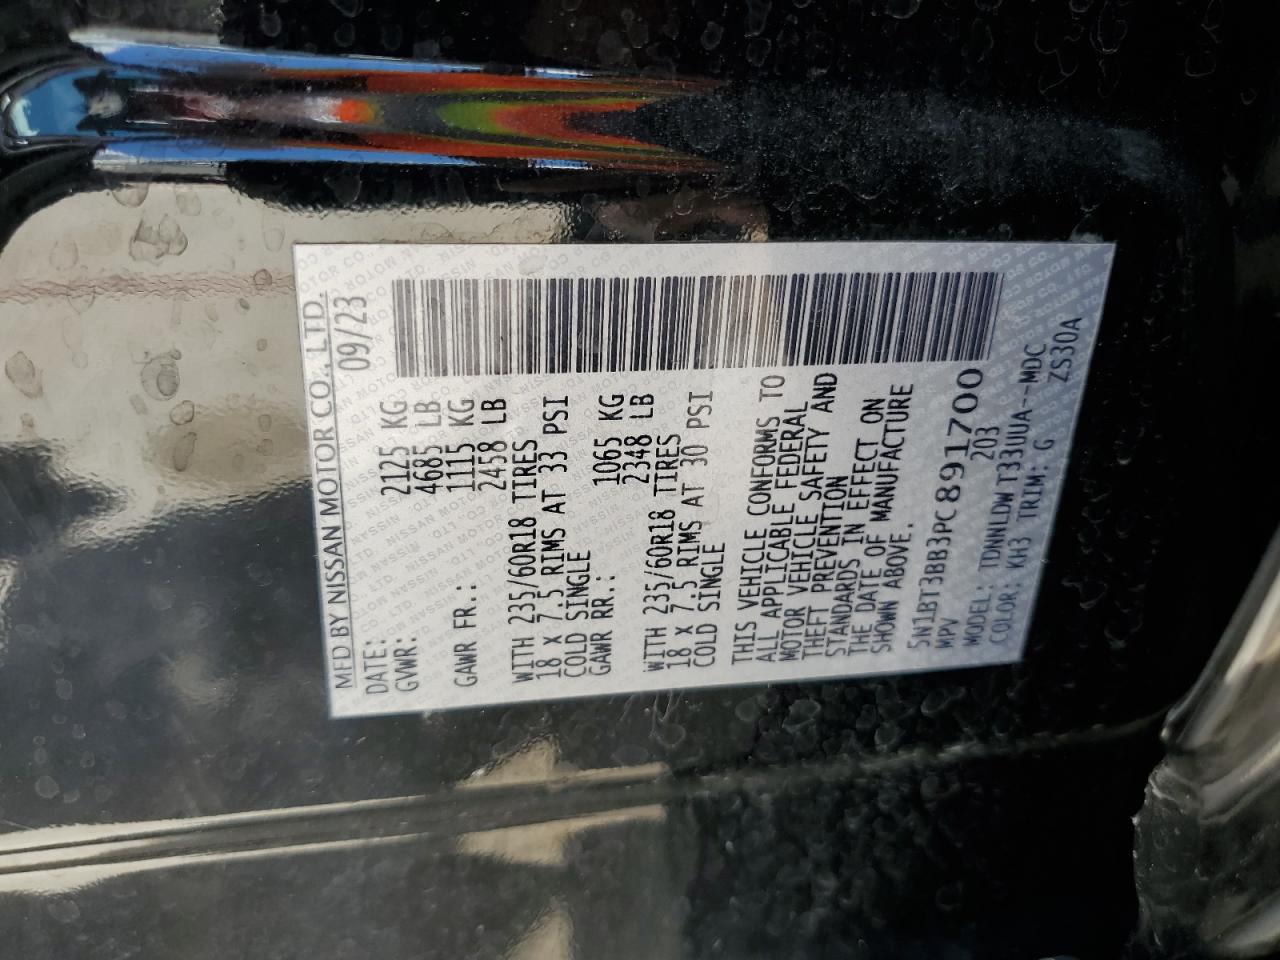 MFD BY NISSAN MOTOR CO., LTD.
DATE: 09/23
GVWR: 2125 KG
4685 LB
GAWR FR.: 1115 KG
2458 LB
WITH 235/60R18 TIRES
18 X 7.5 RIMS AT 33 PSI
COLD SINGLE
GAWR RR.: 1065 KG
2348 LB
WITH 235/60R18 TIRES
18 X 7.5 RIMS AT 30 PSI
COLD SINGLE
THIS VEHICLE CONFORMS TO
ALL APPLICABLE FEDERAL
MOTOR VEHICLE SAFETY AND
THEFT PREVENTION
STANDARDS IN EFFECT ON
THE DATE OF MANUFACTURE
SHOWN ABOVE.
5N1BT3BB3PC891700
MPV 203
MODEL: TDNNLDWT33UUA--MDC
COLOR: KH3 TRIM: G ZS30A